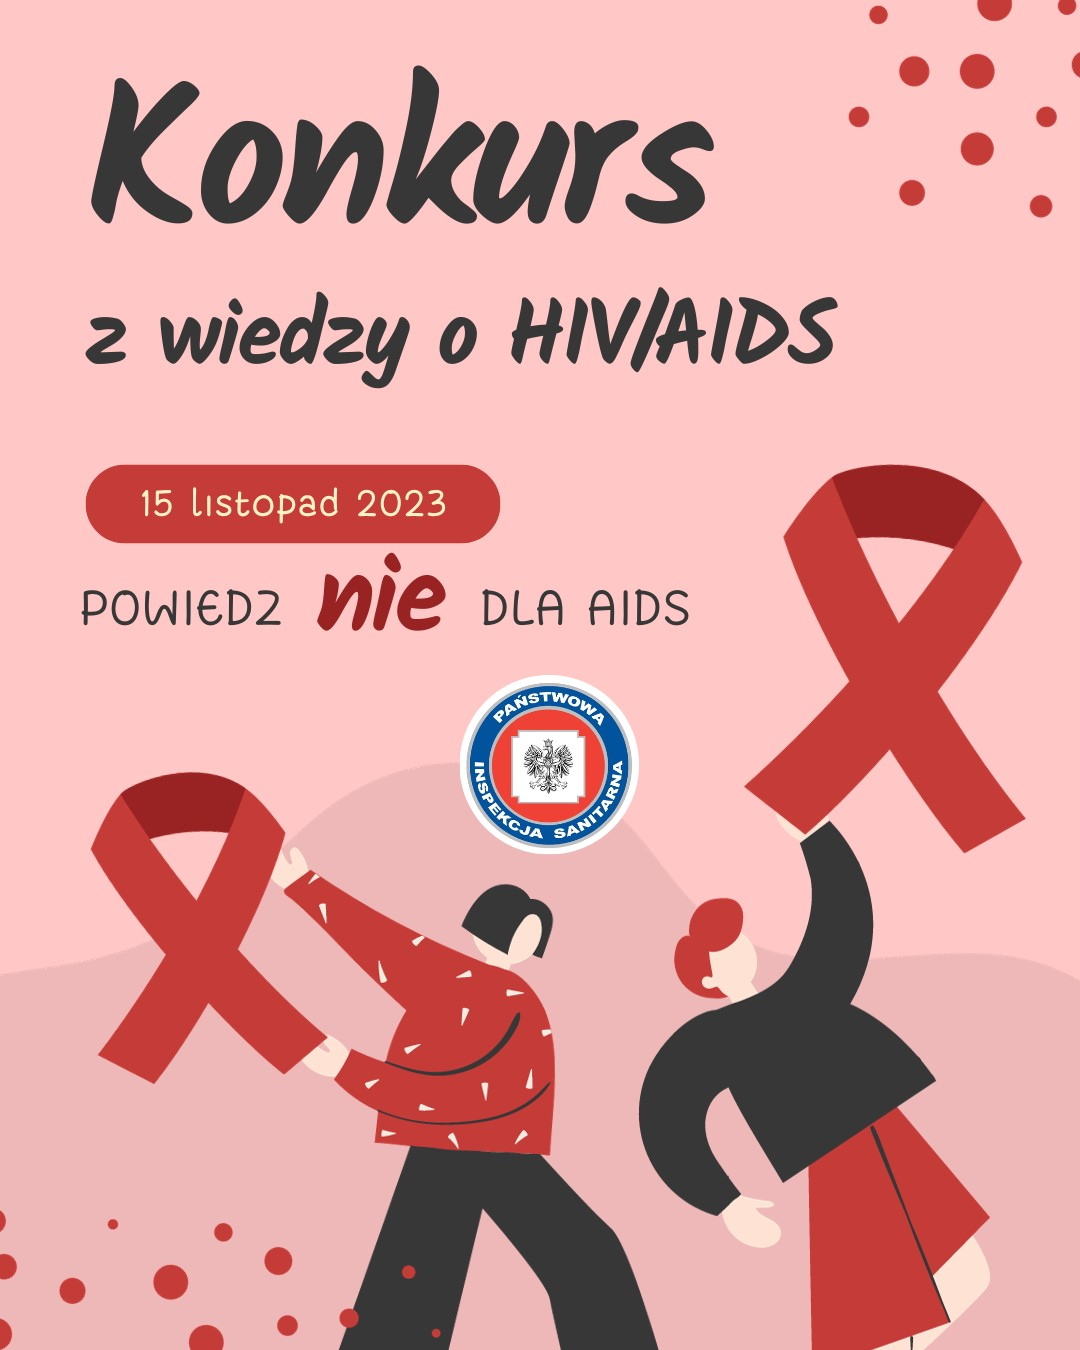 Konkurs
z wiedzy o HIV/AIDS
15 listopad 2023
POWIEDZ nie DLA AIDS
PAŃSTWOWA
INSPEKCJA SANITARNA